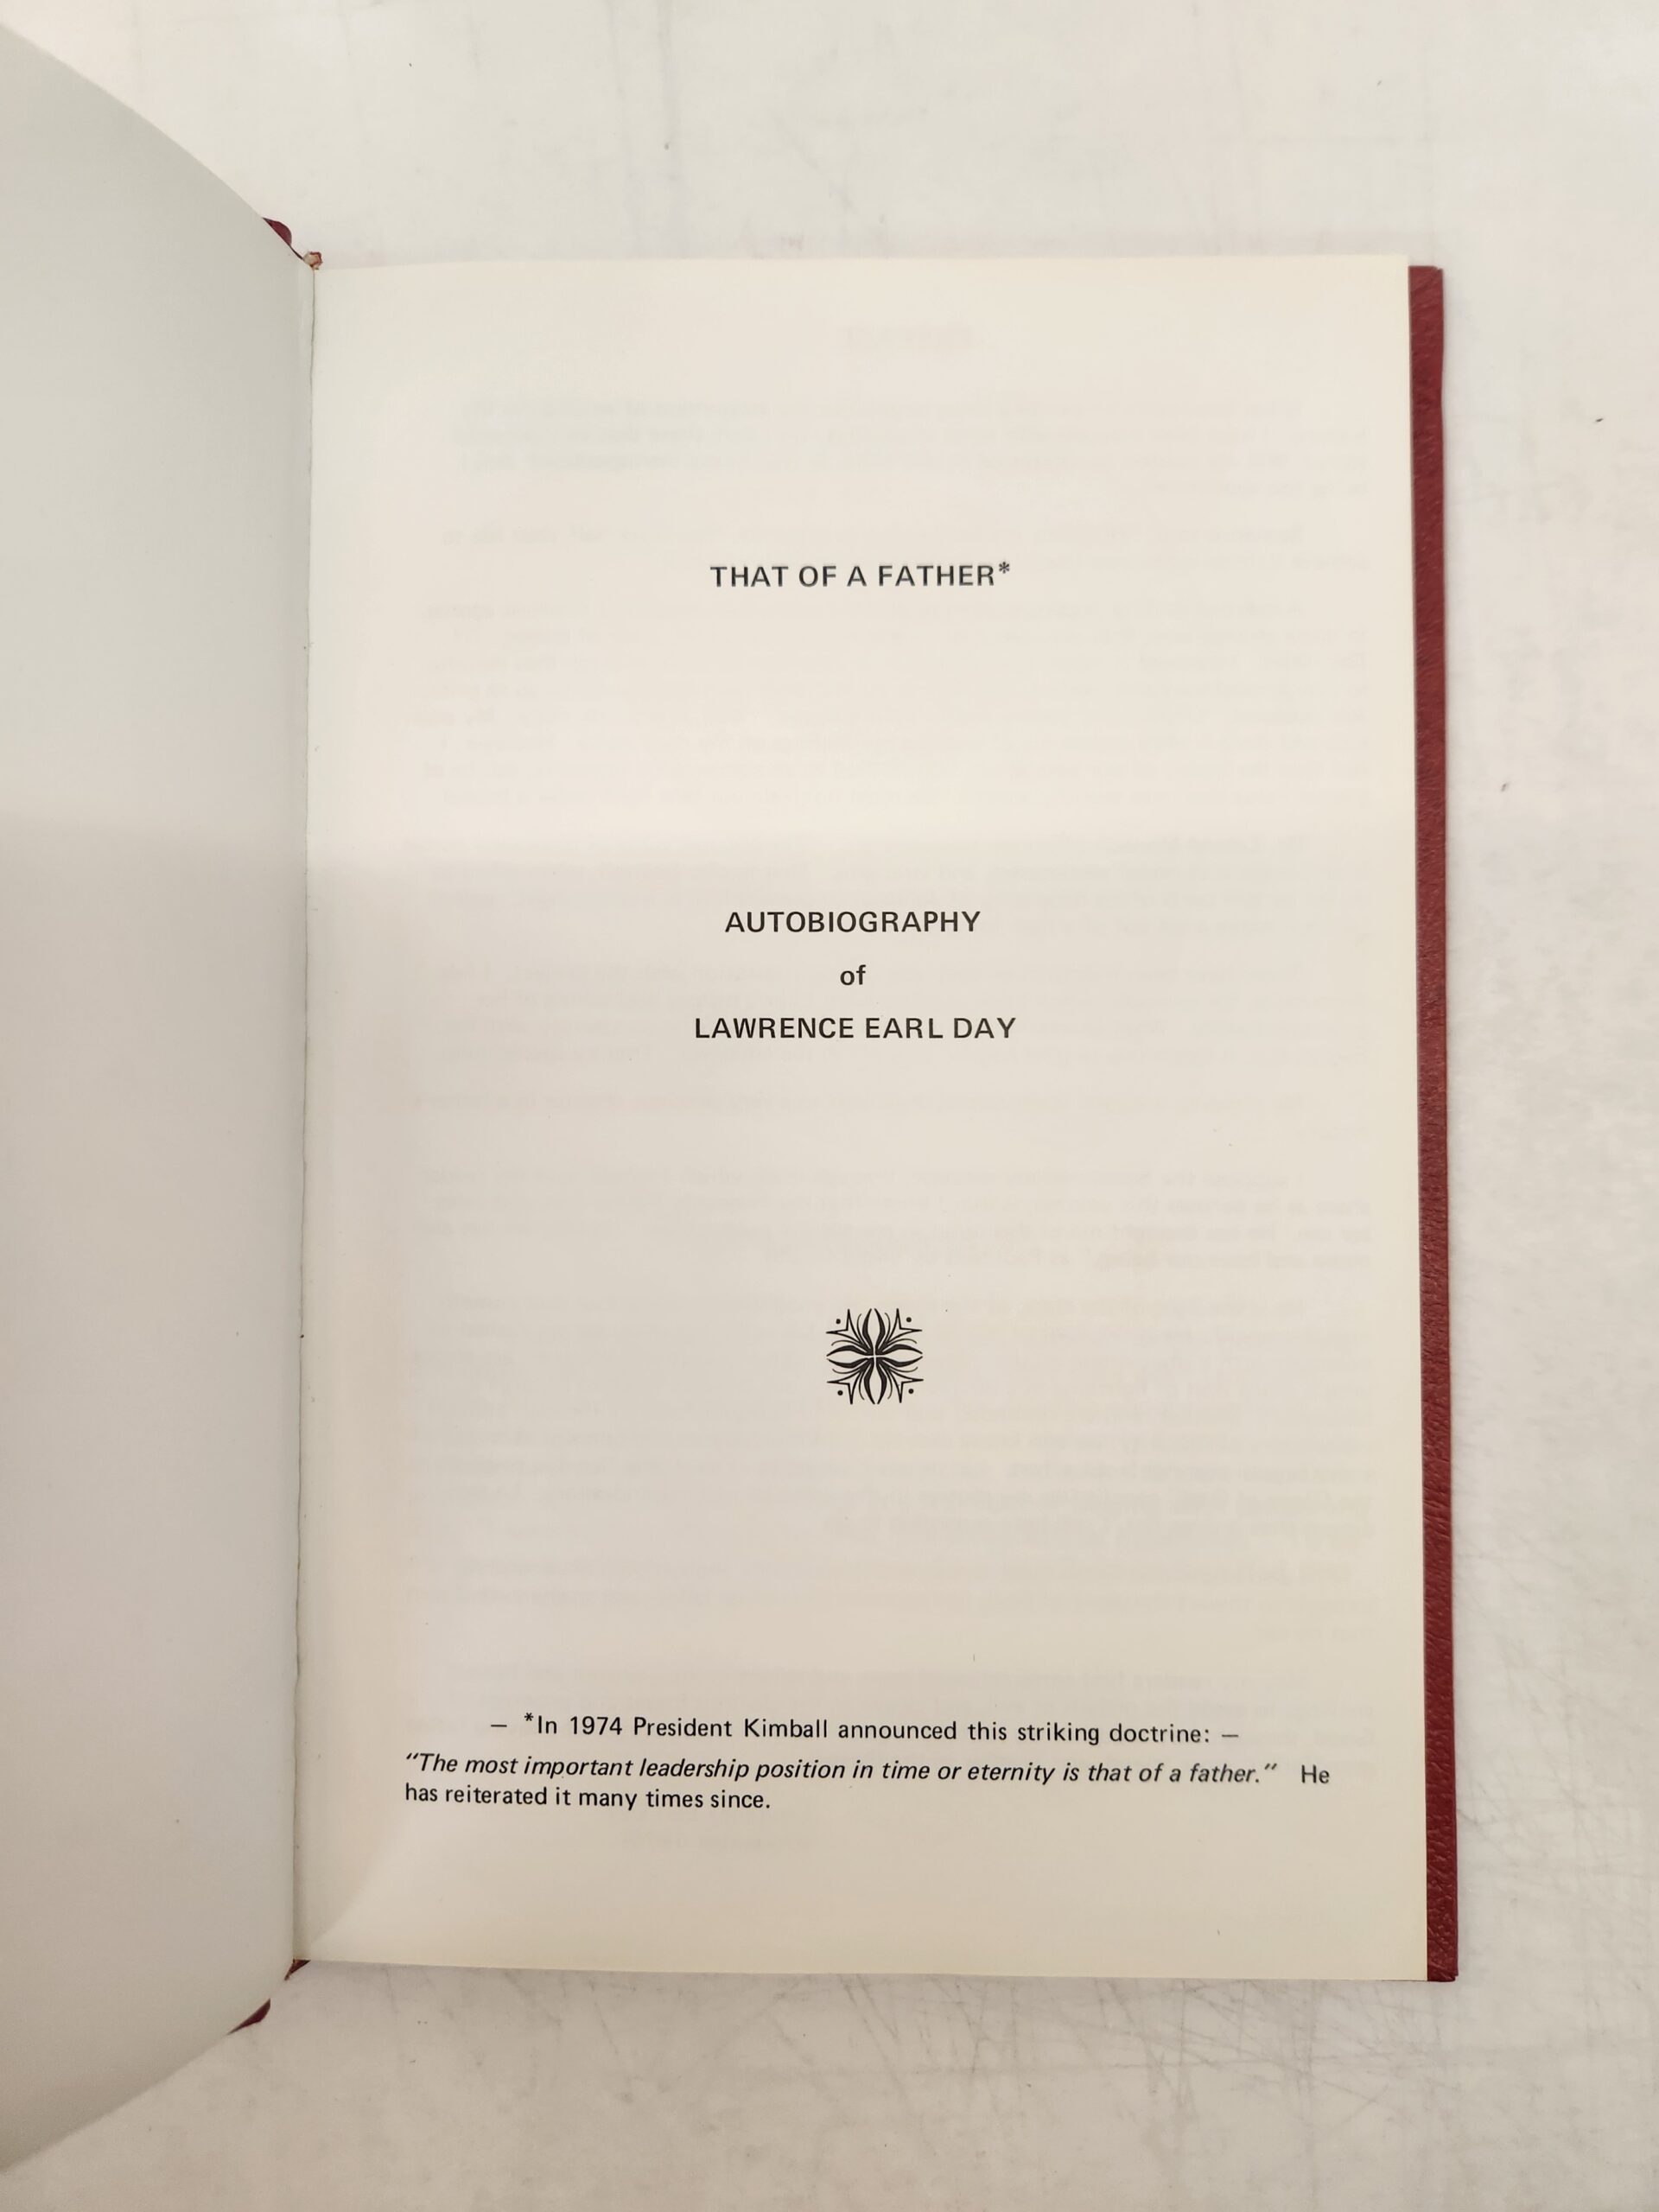 THAT OF A FATHER*
AUTOBIOGRAPHY
of
LAWRENCE EARL DAY
— *In 1974 President Kimball announced this striking doctrine: —
"The most important leadership position in time or eternity is that of a father." He
has reiterated it many times since.